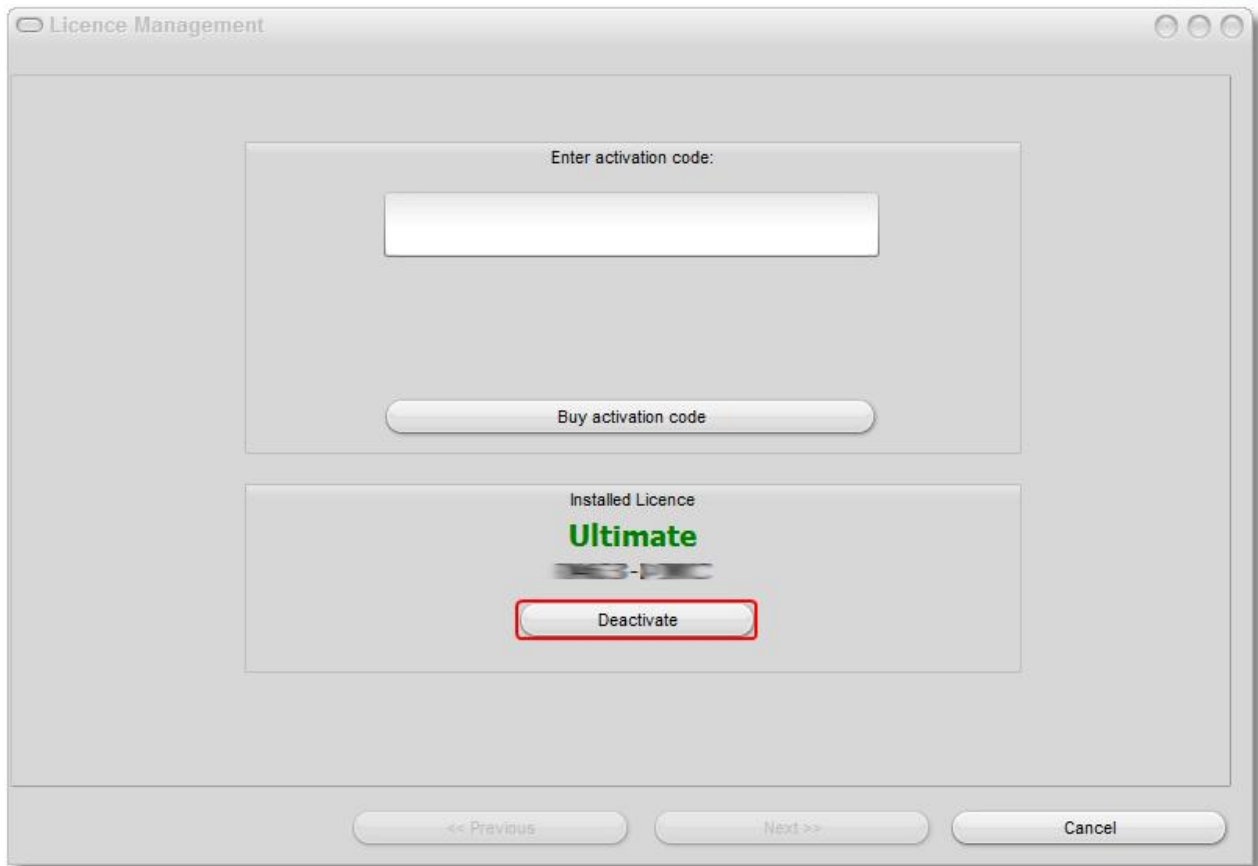 Licence Management
Enter activation code:
Buy activation code
Installed Licence
Ultimate
Deactivate
<< Previous
Next >>
Cancel